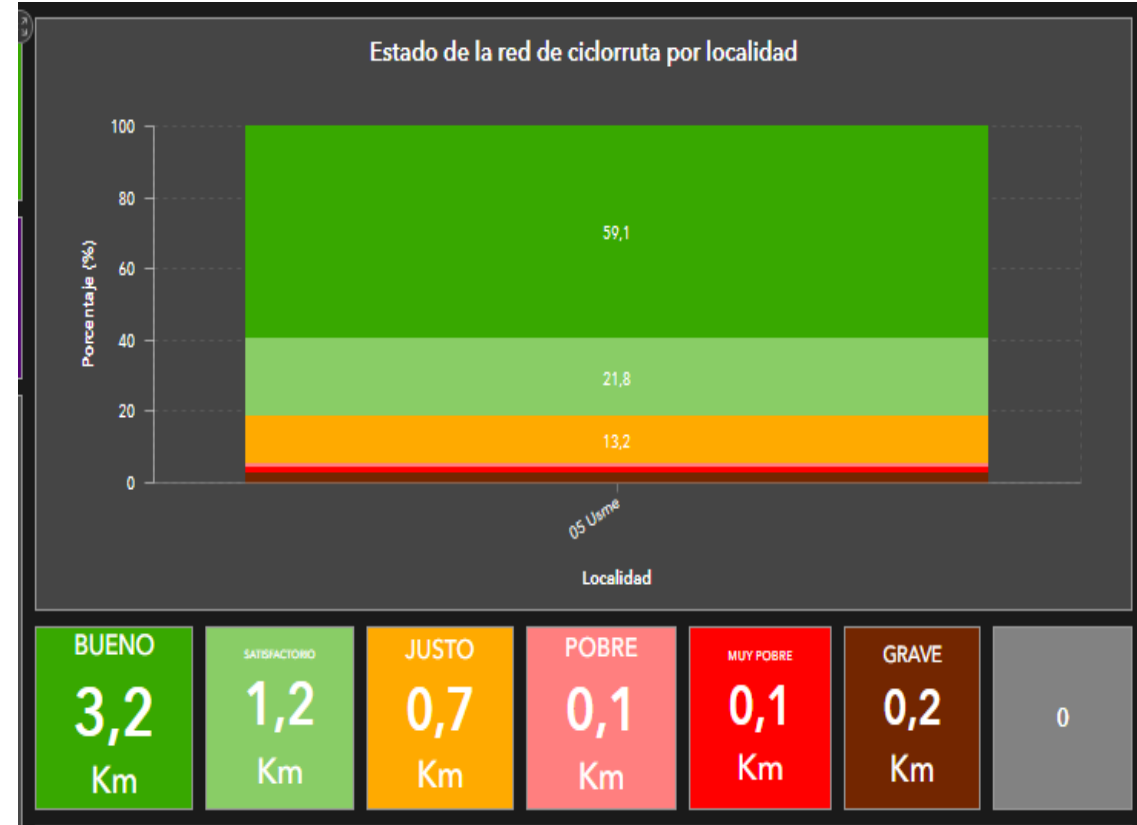 Estado de la red de ciclorruta por localidad
100
80
60
40
20
0
Porcentaje (%)
59,1
21,8
13,2
05 Usme
Localidad
BUENO
3,2
Km
SATISFACTORIO
1,2
Km
JUSTO
0,7
Km
POBRE
0,1
Km
MUY POBRE
0,1
Km
GRAVE
0,2
Km
0